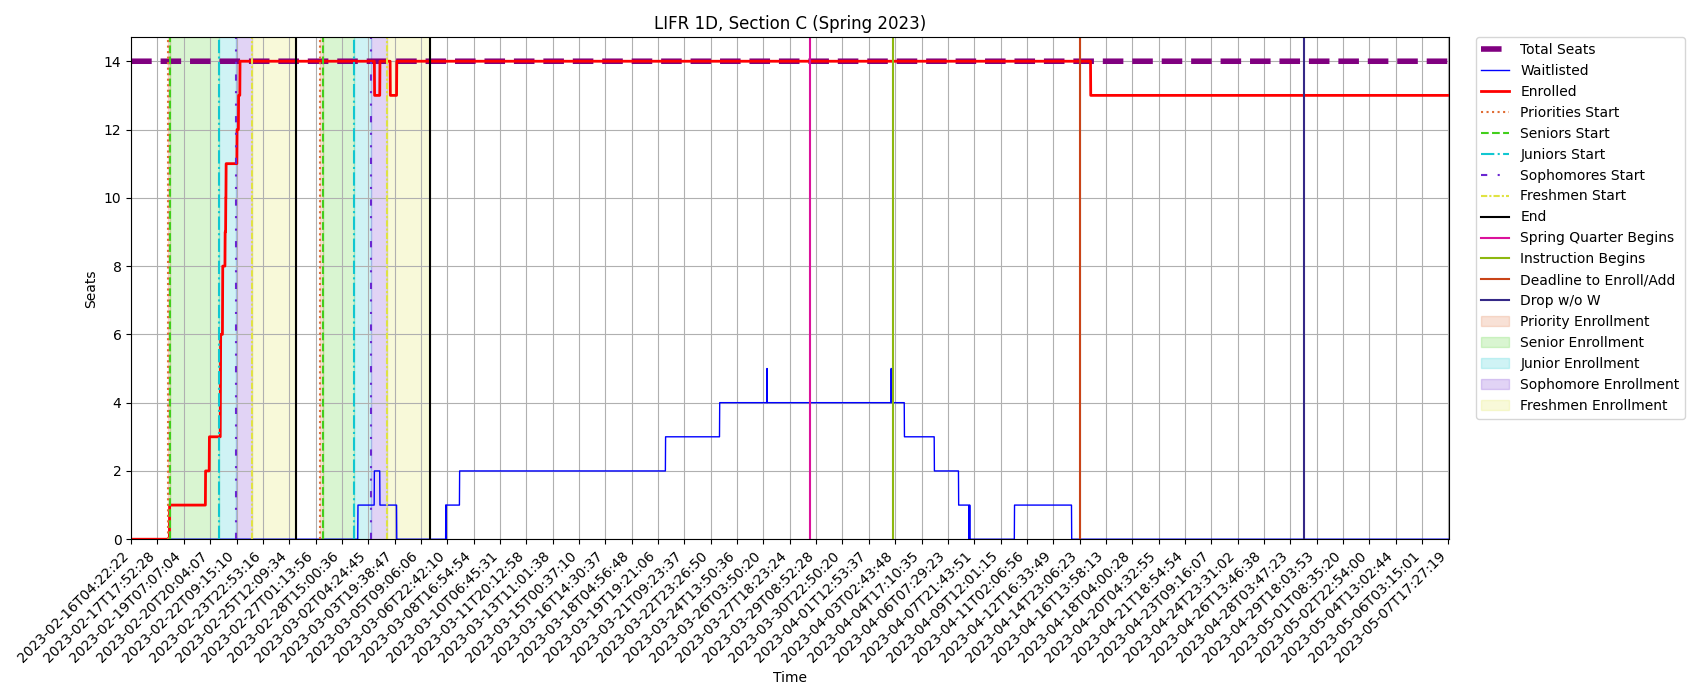 LIFR 1D, Section C (Spring 2023)
Seats
14
12
10
8
6
4
2
0
2023-02-16T04:22:22
2023-02-17T17:52:28
2023-02-19T07:07:04
2023-02-20T20:04:07
2023-02-22T09:15:10
2023-02-23T22:53:16
2023-02-25T12:09:34
2023-02-27T01:13:56
2023-02-28T15:00:36
2023-03-02T04:24:45
2023-03-03T19:38:47
2023-03-05T09:06:06
2023-03-06T22:42:10
2023-03-08T16:54:54
2023-03-10T06:45:31
2023-03-11T20:12:58
2023-03-13T11:01:38
2023-03-15T00:37:10
2023-03-16T14:30:37
2023-03-18T04:56:48
2023-03-19T19:21:06
2023-03-21T09:23:37
2023-03-22T23:26:50
2023-03-24T13:50:36
2023-03-26T03:50:20
2023-03-27T18:23:24
2023-03-29T08:52:28
2023-03-30T22:50:20
2023-04-01T12:53:37
2023-04-03T02:43:48
2023-04-04T17:10:35
2023-04-06T07:29:23
2023-04-07T21:43:51
2023-04-09T12:01:15
2023-04-11T02:06:56
2023-04-12T16:33:49
2023-04-14T23:06:23
2023-04-16T13:58:13
2023-04-18T04:00:28
2023-04-20T04:32:55
2023-04-21T18:54:54
2023-04-23T09:16:07
2023-04-24T23:31:02
2023-04-26T13:46:38
2023-04-28T03:47:23
2023-04-29T18:03:53
2023-05-01T08:35:20
2023-05-02T22:54:00
2023-05-04T13:02:44
2023-05-06T03:15:01
2023-05-07T17:27:19
Time
Total Seats
Waitlisted
Enrolled
Priorities Start
Seniors Start
Juniors Start
Sophomores Start
Freshmen Start
End
Spring Quarter Begins
Instruction Begins
Deadline to Enroll/Add
Drop w/o W
Priority Enrollment
Senior Enrollment
Junior Enrollment
Sophomore Enrollment
Freshmen Enrollment